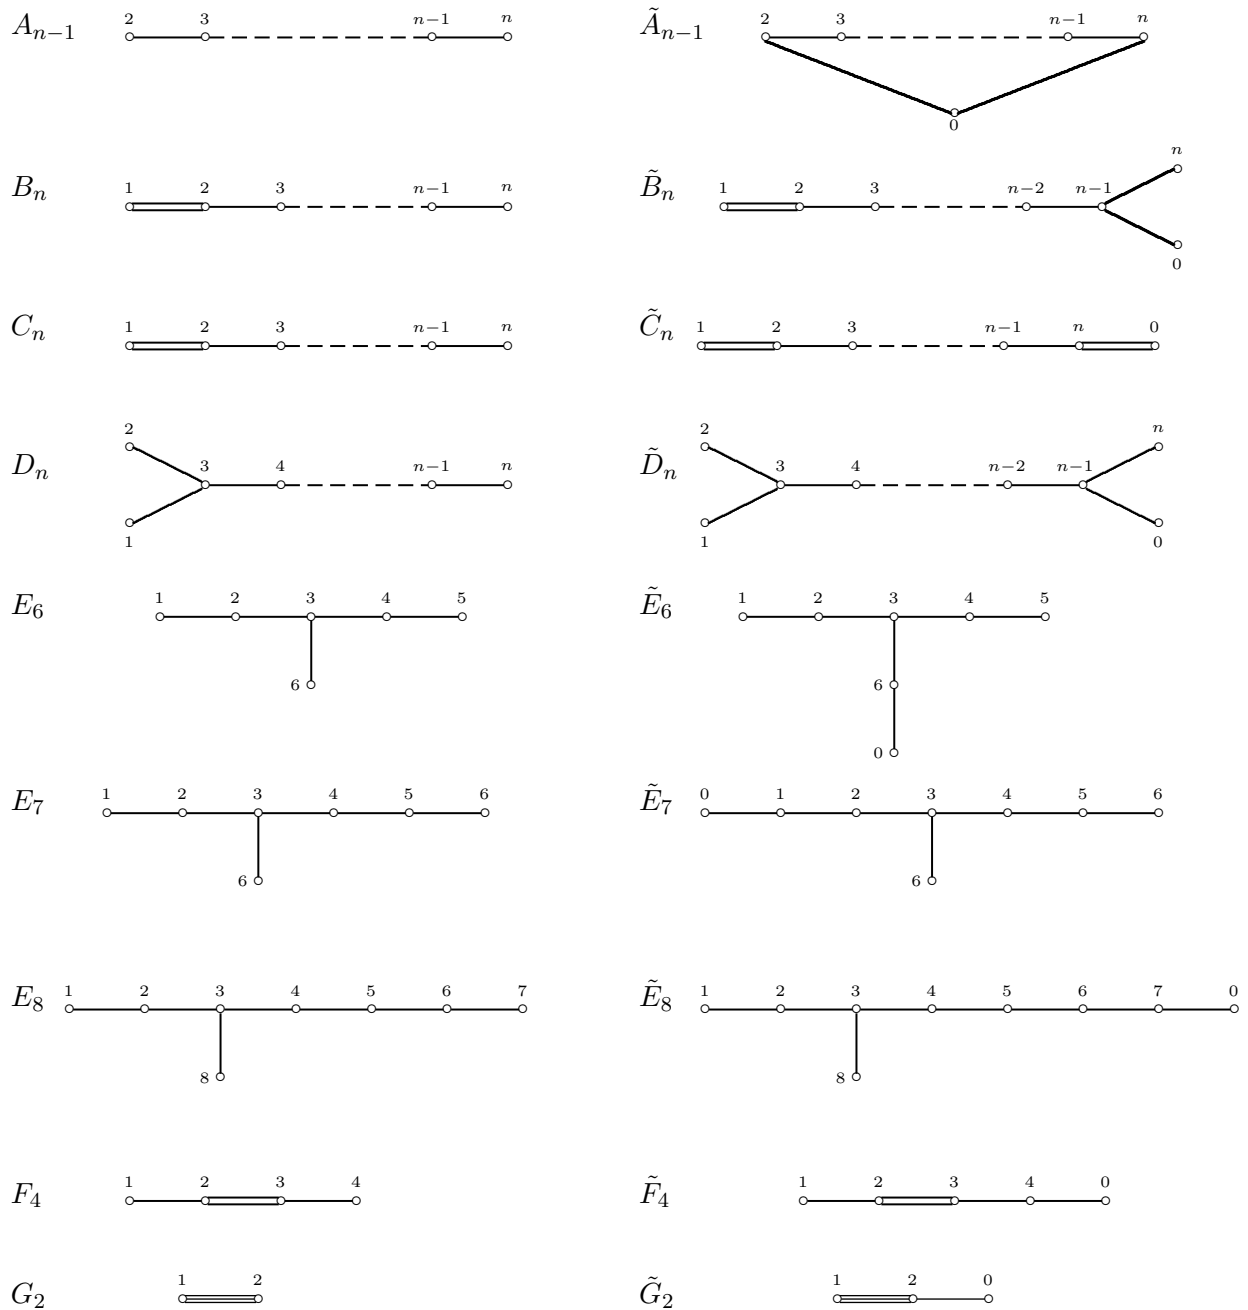 2 3 n−1 n 2 3 n−1 n
A_{n−1} Ã_{n−1}
0
n
1 2 3 n−1 n 1 2 3 n−2 n−1
B_n B̃_n
0
1 2 3 n−1 n 1 2 3 n−1 n 0
C_n C̃_n
2 2 n
3 4 n−1 n 3 4 n−2 n−1
D_n D̃_n
1 1 0
1 2 3 4 5 1 2 3 4 5
E_6 Ẽ_6
6 6
0
1 2 3 4 5 6 0 1 2 3 4 5 6
E_7 Ẽ_7
6 6
1 2 3 4 5 6 7 1 2 3 4 5 6 7 0
E_8 Ẽ_8
8 8
1 2 3 4 1 2 3 4 0
F_4 F̃_4
1 2 1 2 0
G_2 G̃_2